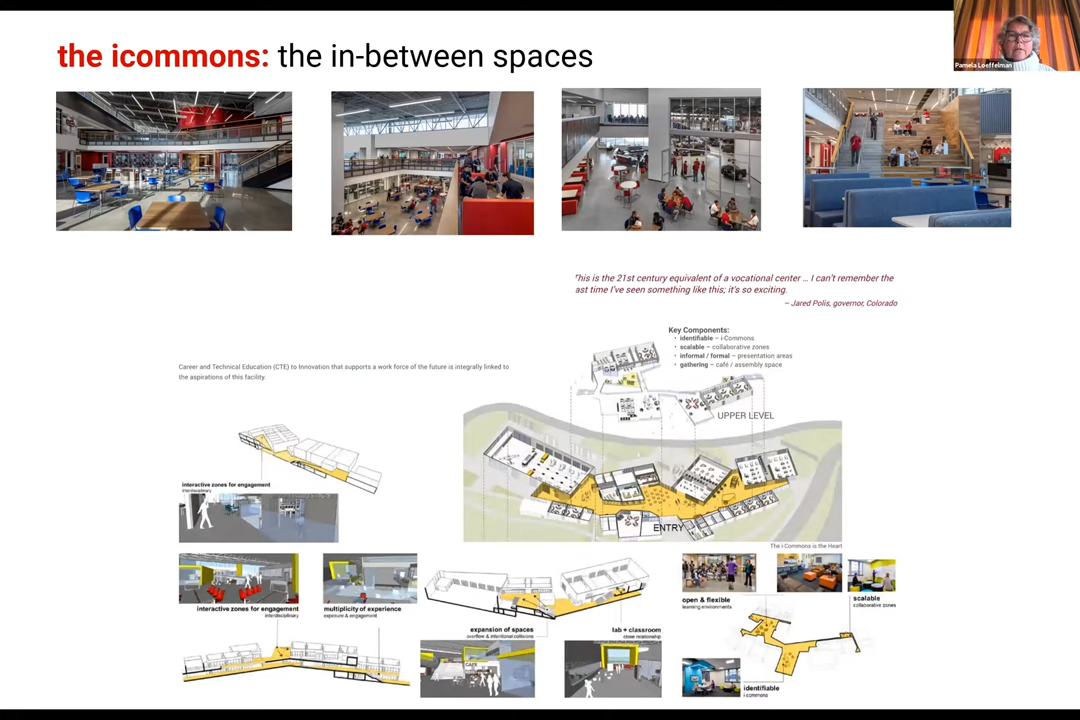 the icommons: the in-between spaces
Pamela Loeffelman
his is the 21st century equivalent of a vocational center ... I can't remember the
ast time I've seen something like this; it's so exciting.
– Jared Polis, governor, Colorado
Key Components:
• identifiable – i-Commons
• scalable – collaborative zones
• informal / formal – presentation areas
• gathering – café / assembly space
Career and Technical Education (CTE) to Innovation that supports a work force of the future is integrally linked to
the aspirations of this facility.
UPPER LEVEL
interactive zones for engagement
interdisciplinary
ENTRY
The i-Commons is the Heart
interactive zones for engagement
interdisciplinary
multiplicity of experience
exposure & engagement
expansion of spaces
overflow & intentional collisions
lab + classroom
close relationship
open & flexible
learning environments
scalable
collaborative zones
CAFE
identifiable
i-commons